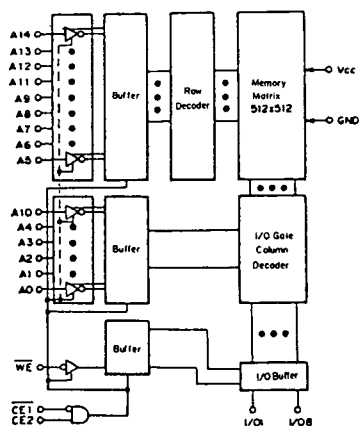 A14
A13
A12
A11
A9
A8
A7
A6
A5
Buffer
Row
Decoder
Memory
Matrix
512x512
Vcc
GND
A10
A4
A3
A2
A1
A0
Buffer
I/O Gate
Column
Decoder
WE
Buffer
I/O Buffer
CE1
CE2
I/O1
I/O8